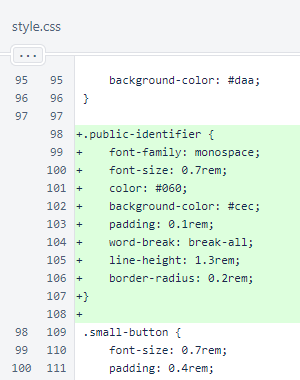 style.css
...
95 95 background-color: #daa;
96 96 }
97 97
98 +.public-identifier {
99 + font-family: monospace;
100 + font-size: 0.7rem;
101 + color: #060;
102 + background-color: #cec;
103 + padding: 0.1rem;
104 + word-break: break-all;
105 + line-height: 1.3rem;
106 + border-radius: 0.2rem;
107 +}
108 +
98 109 .small-button {
99 110 font-size: 0.7rem;
100 111 padding: 0.4rem;